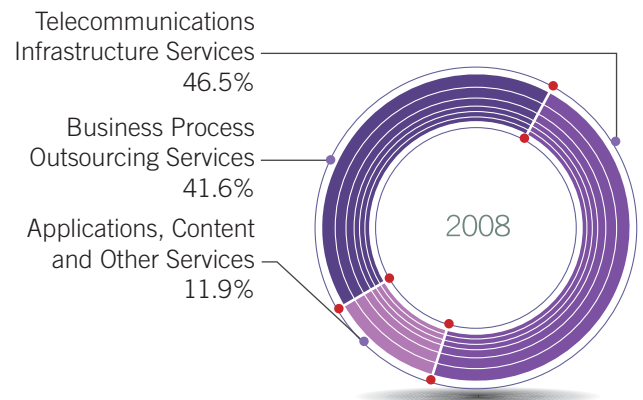 Telecommunications
Infrastructure Services
46.5%
Business Process
Outsourcing Services
41.6%
Applications, Content
and Other Services
11.9%
2008